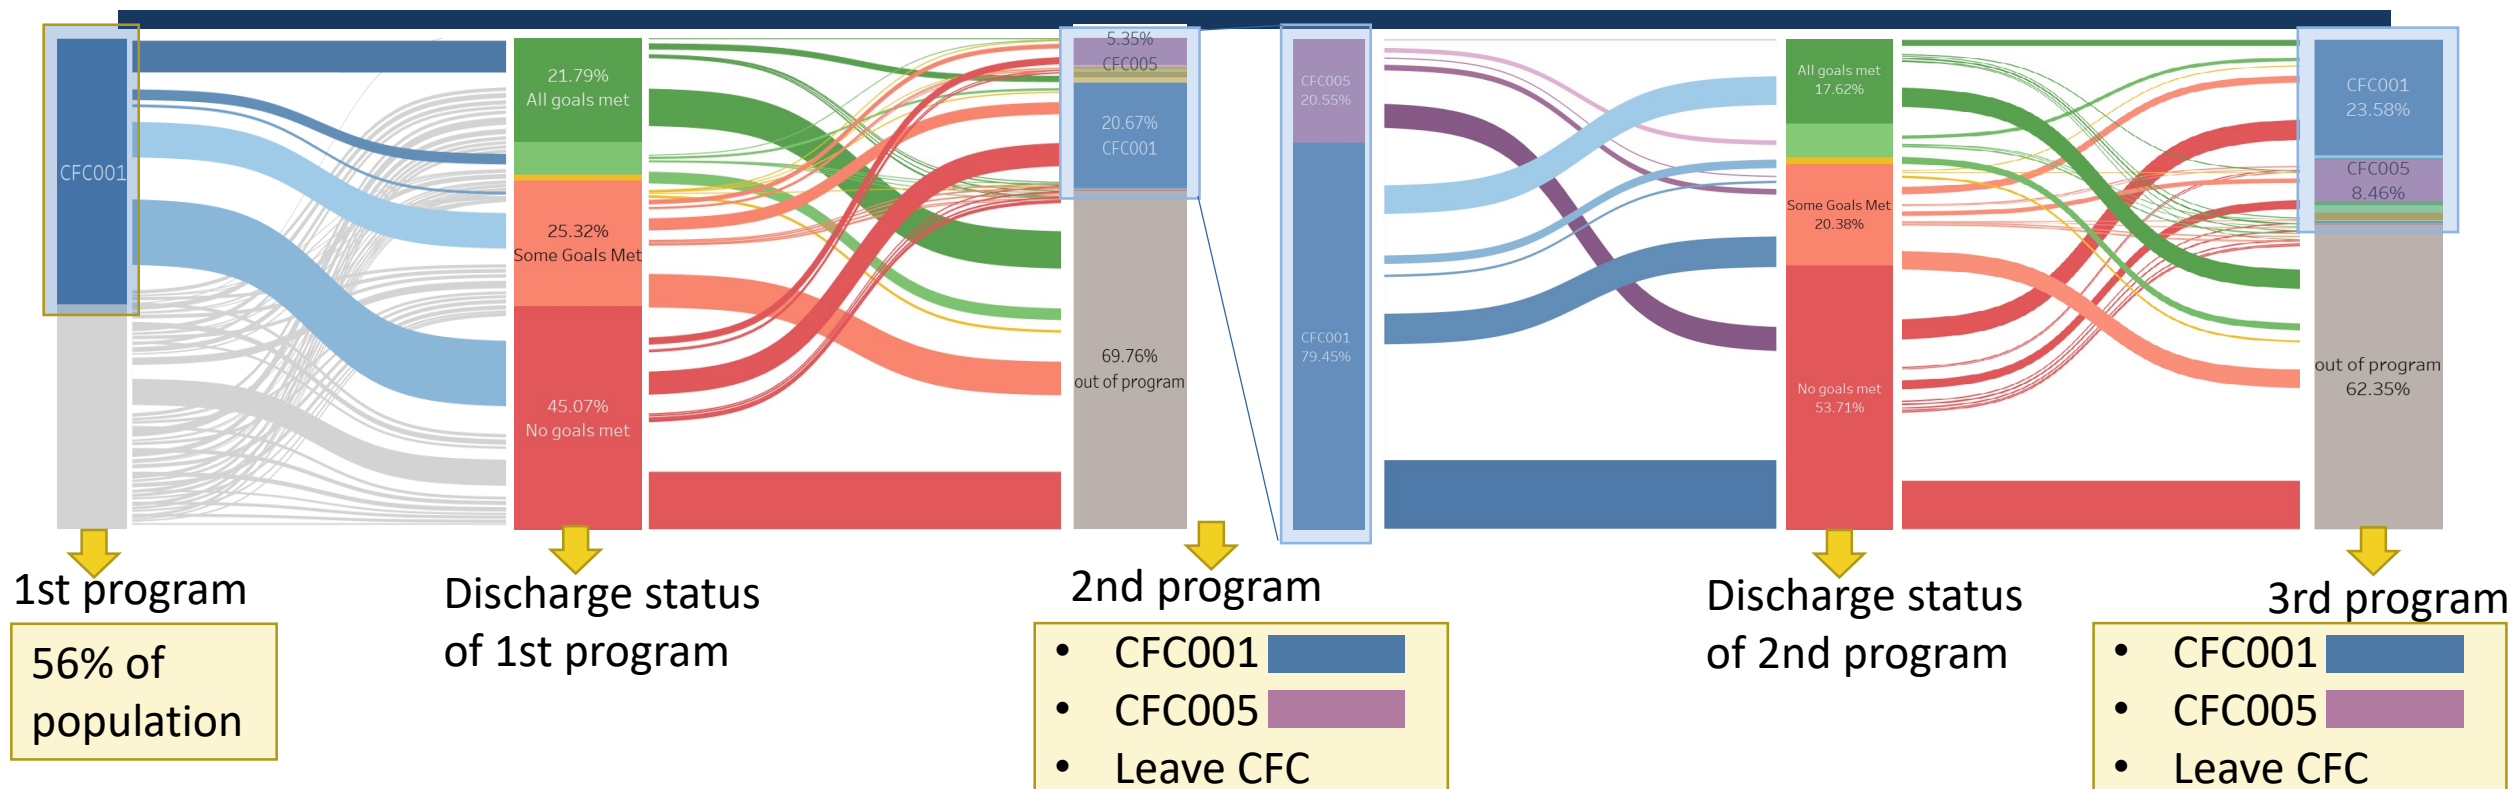 CFC001
21.79%
All goals met
25.32%
Some Goals Met
45.07%
No goals met
5.35%
CFC005
20.67%
CFC001
69.76%
out of program
CFC005
20.55%
CFC001
79.45%
All goals met
17.62%
Some Goals Met
20.38%
No goals met
53.71%
CFC001
23.58%
CFC005
8.46%
out of program
62.35%
1st program
56% of
population
Discharge status
of 1st program
2nd program
• CFC001
• CFC005
• Leave CFC
Discharge status
of 2nd program
3rd program
• CFC001
• CFC005
• Leave CFC